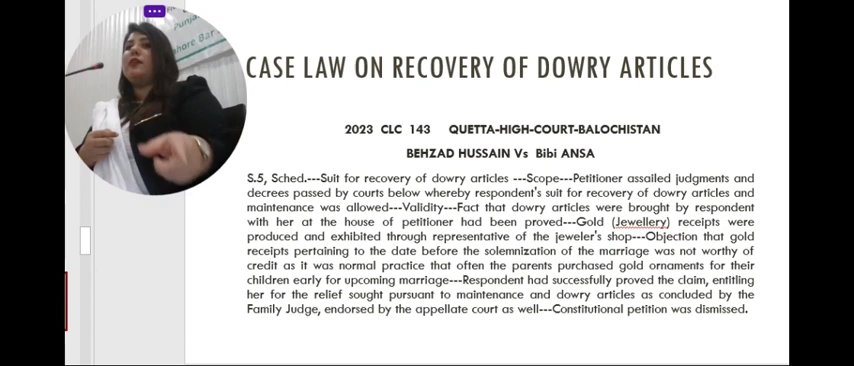 Punja
ahore Bar
CASE LAW ON RECOVERY OF DOWRY ARTICLES
2023 CLC 143 QUETTA-HIGH-COURT-BALOCHISTAN
BEHZAD HUSSAIN Vs Bibi ANSA
S.5, Sched.---Suit for recovery of dowry articles ---Scope---Petitioner assailed judgments and
decrees passed by courts below whereby respondent's suit for recovery of dowry articles and
maintenance was allowed---Validity---Fact that dowry articles were brought by respondent
with her at the house of petitioner had been proved---Gold (Jewellery) receipts were
produced and exhibited through representative of the jeweler's shop---Objection that gold
receipts pertaining to the date before the solemnization of the marriage was not worthy of
credit as it was normal practice that often the parents purchased gold ornaments for their
children early for upcoming marriage---Respondent had successfully proved the claim, entitling
her for the relief sought pursuant to maintenance and dowry articles as concluded by the
Family Judge, endorsed by the appellate court as well---Constitutional petition was dismissed.